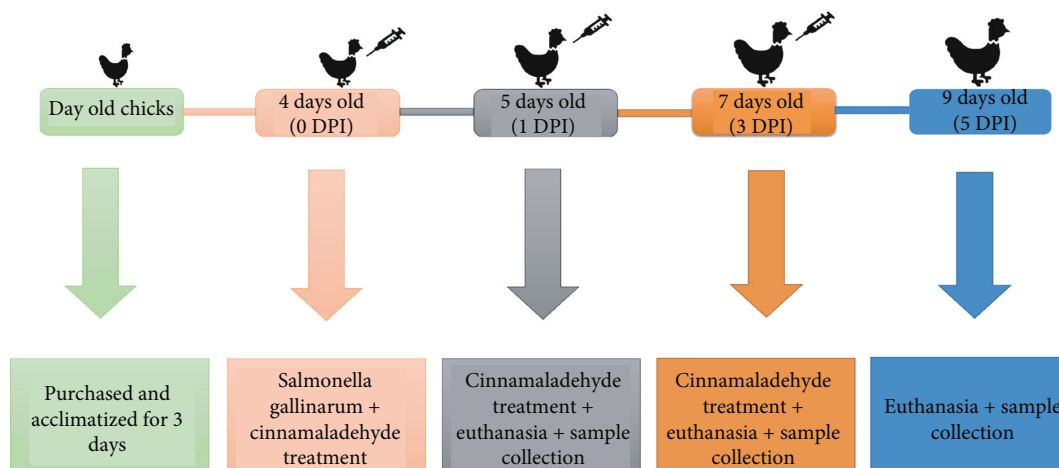 Day old chicks
4 days old
(0 DPI)
5 days old
(1 DPI)
7 days old
(3 DPI)
9 days old
(5 DPI)
Purchased and
acclimatized for 3
days
Salmonella
gallinarum +
cinnamaladehyde
treatment
Cinnamaladehyde
treatment +
euthanasia + sample
collection
Cinnamaladehyde
treatment +
euthanasia + sample
collection
Euthanasia + sample
collection